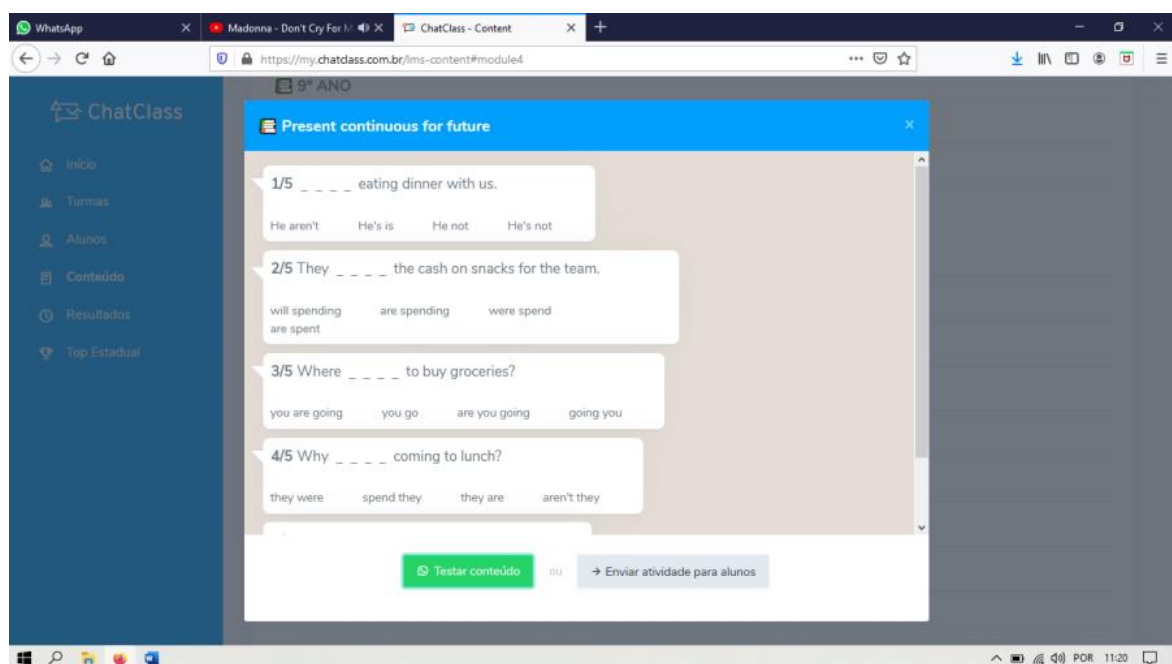 WhatsApp
Madonna - Don't Cry For M
ChatClass - Content
https://my.chatclass.com.br/lms-content#module4
9º ANO
ChatClass
Present continuous for future
Início
Turmas
Alunos
Conteúdo
Resultados
Top Estadual
1/5 _ _ _ _ eating dinner with us.
He aren't He's is He not He's not
2/5 They _ _ _ _ the cash on snacks for the team.
will spending are spending were spend
are spent
3/5 Where _ _ _ _ to buy groceries?
you are going you go are you going going you
4/5 Why _ _ _ _ coming to lunch?
they were spend they they are aren't they
Testar conteúdo ou → Enviar atividade para alunos
POR 11:20